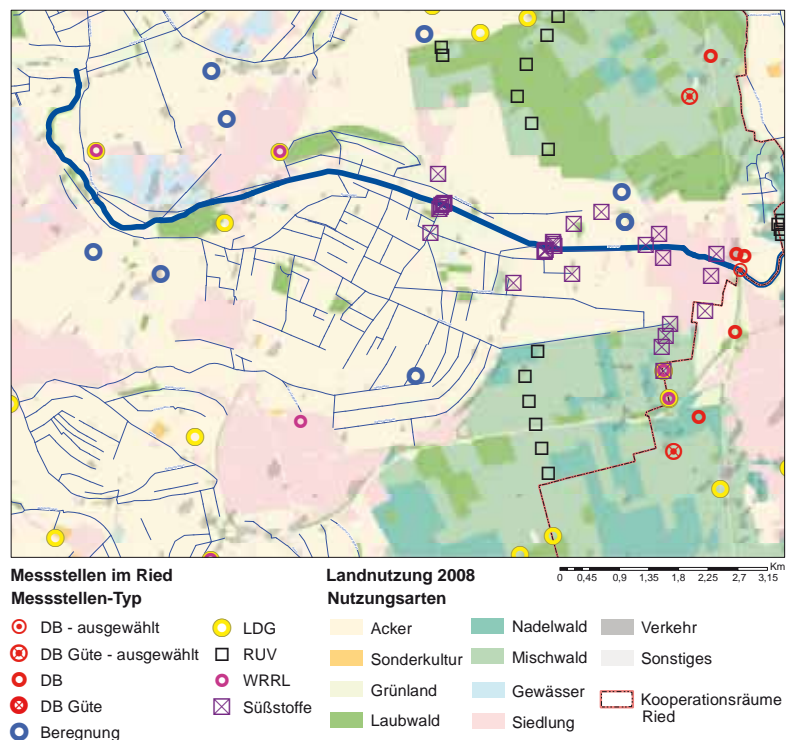 Messstellen im Ried
Messstellen-Typ
DB - ausgewählt
DB Güte - ausgewählt
DB
DB Güte
Beregnung
LDG
RUV
WRRL
Süßstoffe
Landnutzung 2008
Nutzungsarten
Acker
Sonderkultur
Grünland
Laubwald
Nadelwald
Mischwald
Gewässer
Siedlung
Verkehr
Sonstiges
Kooperationsräume
Ried
Km
0 0,45 0,9 1,35 1,8 2,25 2,7 3,15